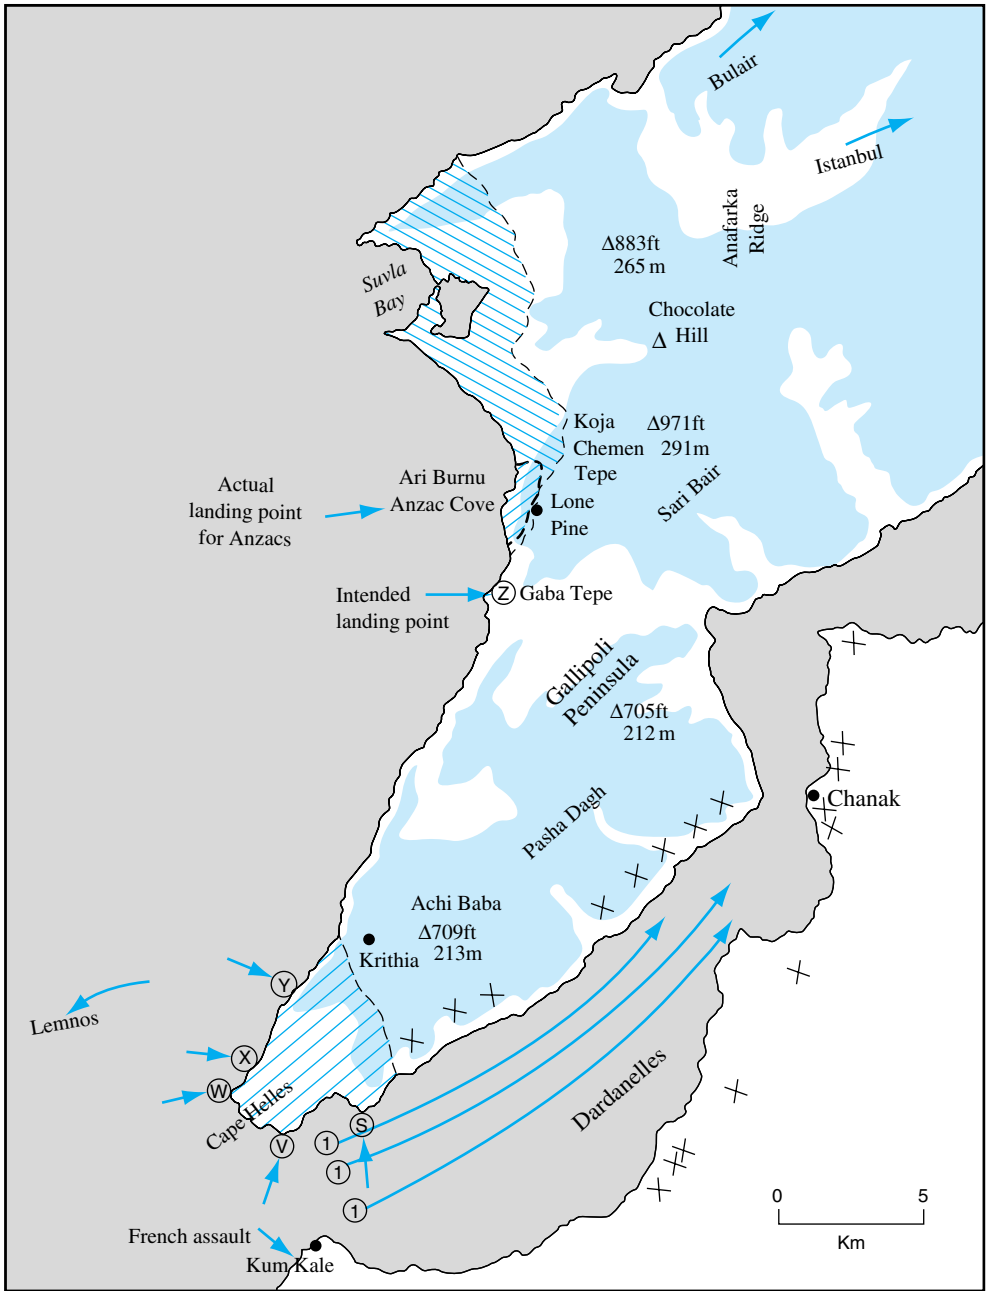 Bulair
Istanbul
Anafarka
Ridge
Δ883ft
265 m
Suvla
Bay
Chocolate
Δ Hill
Koja
Chemen
Tepe
Δ971ft
291m
Sari Bair
Actual
landing point
for Anzacs
Ari Burnu
Anzac Cove
Lone
Pine
Intended
landing point
Z Gaba Tepe
Gallipoli
Peninsula
Δ705ft
212 m
Chanak
Pasha Dagh
Achi Baba
Δ709ft
213m
Krithia
Y
Lemnos
X
W
Cape Helles
V
S
1
1
1
Dardanelles
French assault
Kum Kale
0 5
Km